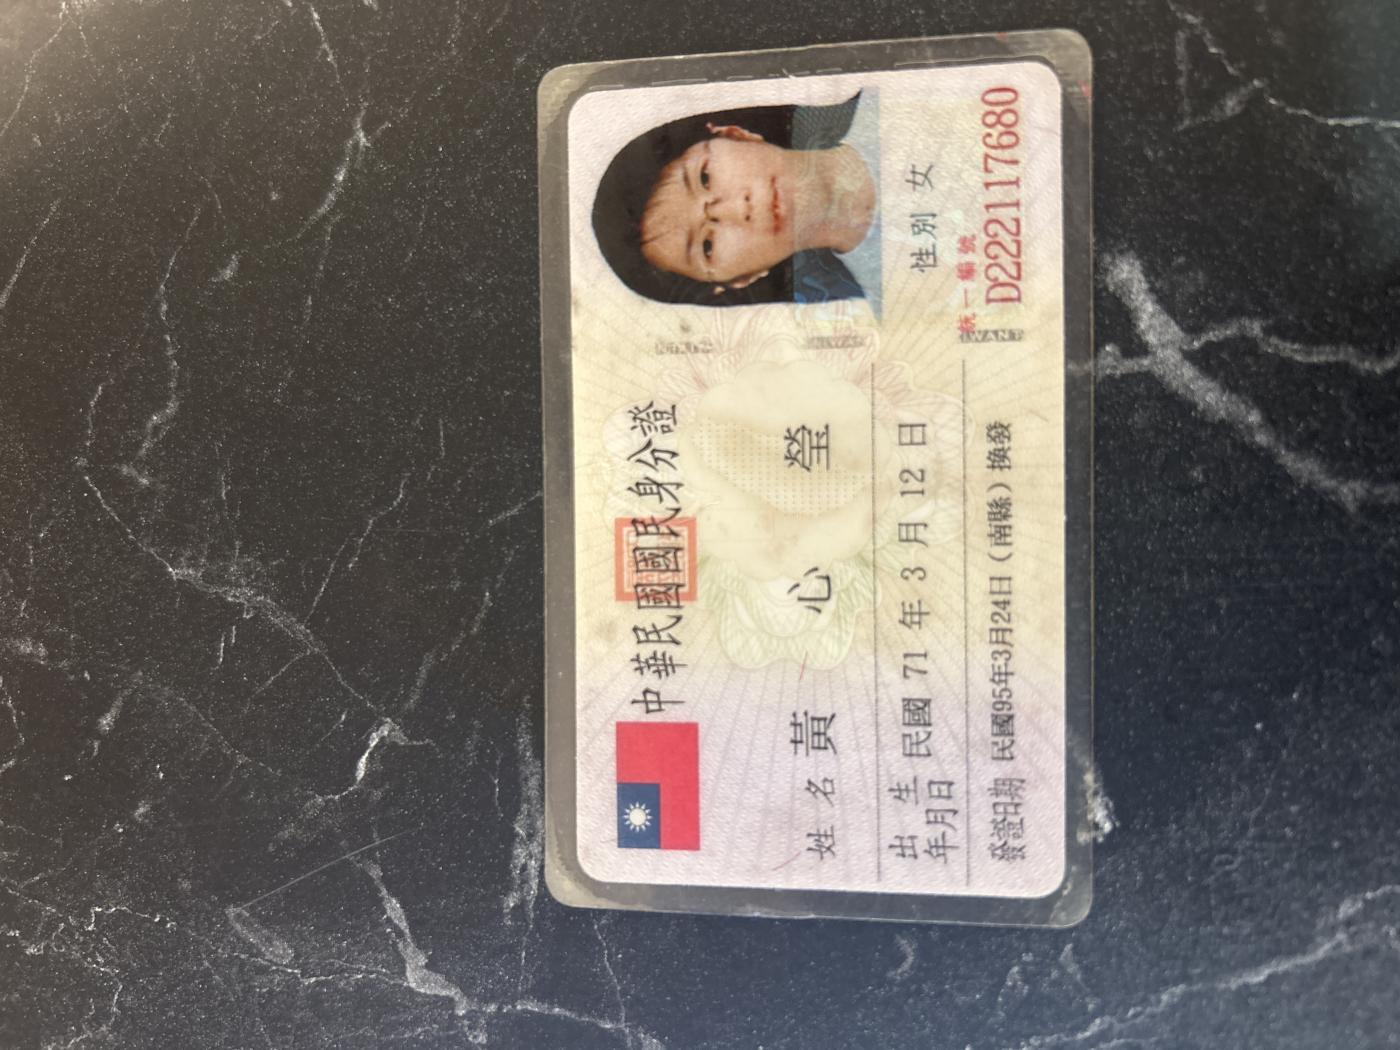 中華民國國民身分證
姓名 黃心瑩
出生年月日 民國 71 年 3 月 12 日
發證日期 民國95年3月24日(南縣)換發
性別 女
統一編號
D222117680